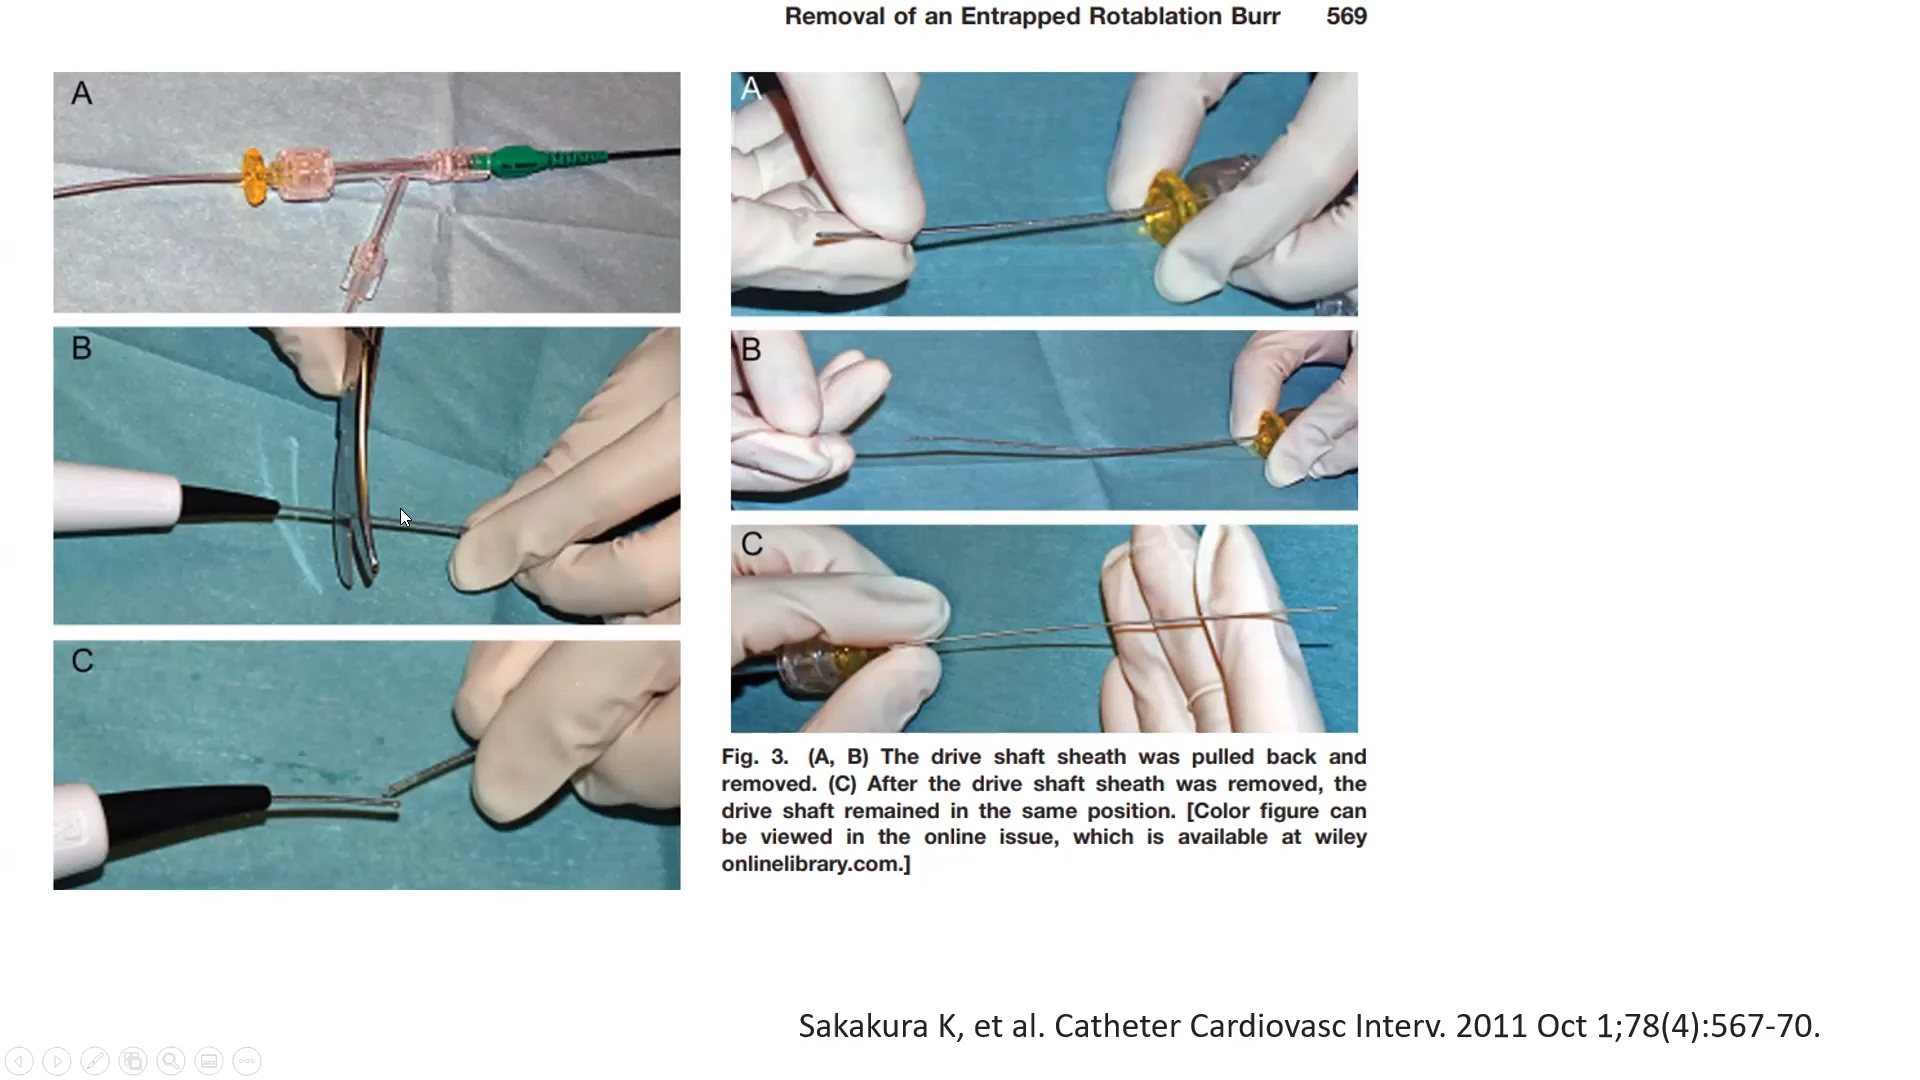 Removal of an Entrapped Rotablation Burr 569
A
B
C
A
B
C
Fig. 3. (A, B) The drive shaft sheath was pulled back and
removed. (C) After the drive shaft sheath was removed, the
drive shaft remained in the same position. [Color figure can
be viewed in the online issue, which is available at wiley
onlinelibrary.com.]
Sakakura K, et al. Catheter Cardiovasc Interv. 2011 Oct 1;78(4):567-70.